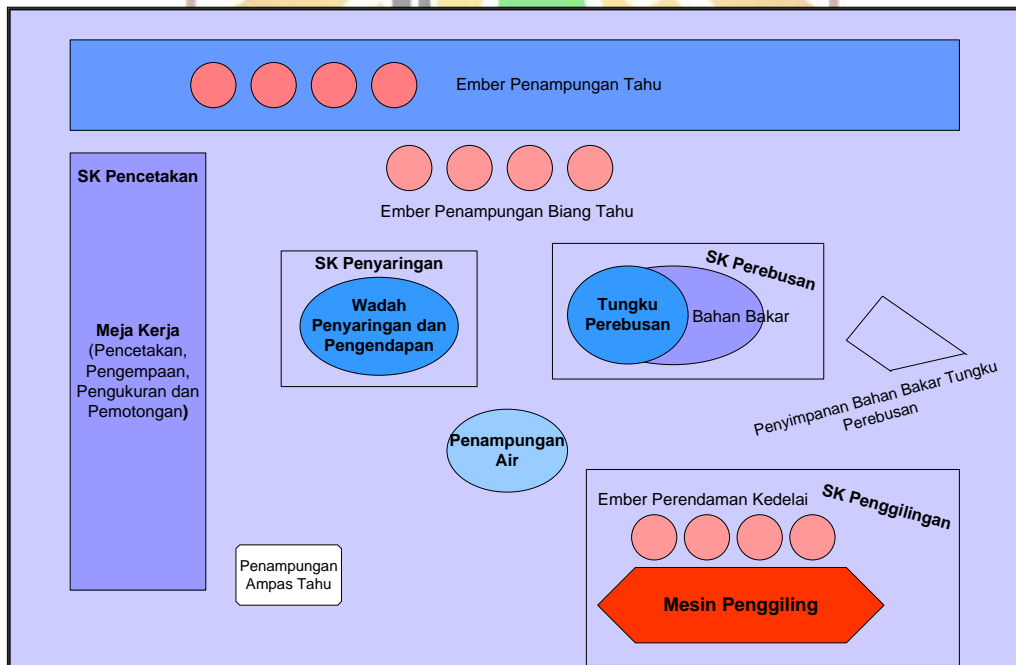 Ember Penampungan Tahu
SK Pencetakan
Ember Penampungan Biang Tahu
SK Penyaringan
Wadah
Penyaringan dan
Pengendapan
SK Perebusan
Tungku
Perebusan
Bahan Bakar
Meja Kerja
(Pencetakan,
Pengempaan,
Pengukuran dan
Pemotongan)
Penyimpanan Bahan Bakar Tungku
Perebusan
Penampungan
Air
Ember Perendaman Kedelai
SK Penggilingan
Penampungan
Ampas Tahu
Mesin Penggiling